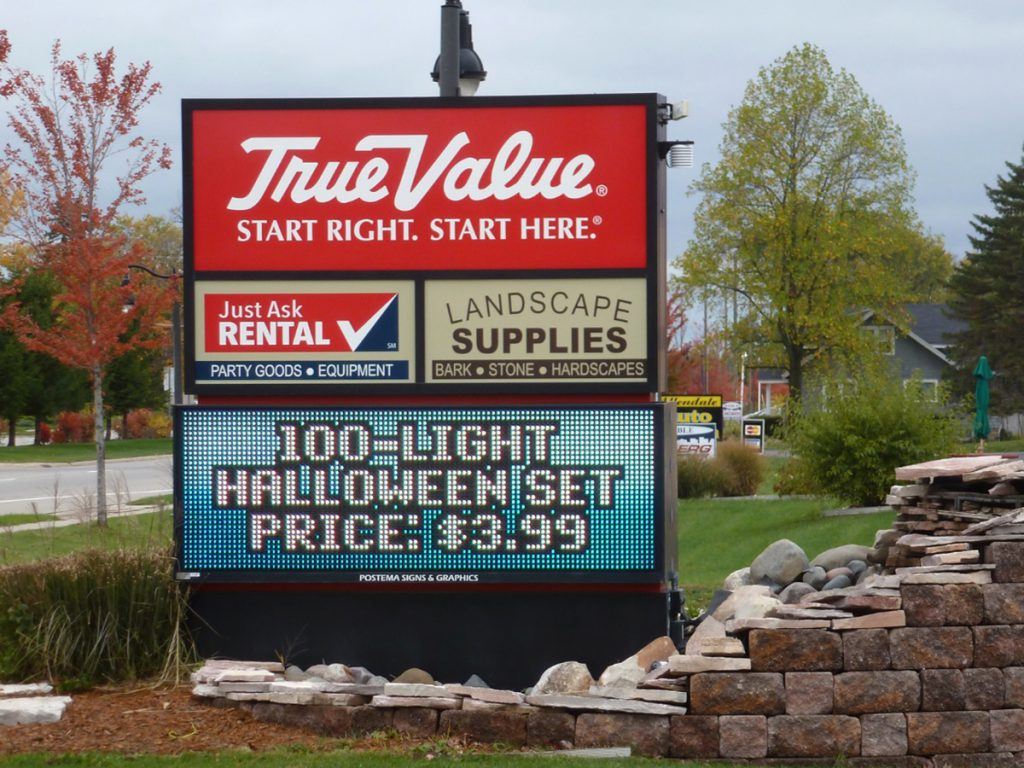 True Value®
START RIGHT. START HERE.®
Just Ask
RENTAL SM
PARTY GOODS • EQUIPMENT
LANDSCAPE
SUPPLIES
BARK • STONE • HARDSCAPES
100-LIGHT
HALLOWEEN SET
PRICE: $3.99
POSTEMA SIGNS & GRAPHICS